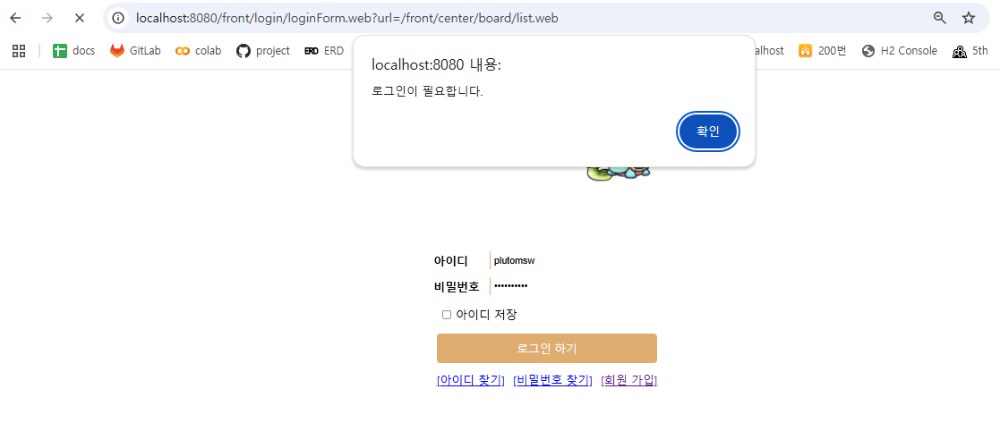 localhost:8080/front/login/loginForm.web?url=/front/center/board/list.web
docs GitLab colab project ERD ERD alhost 200번 H2 Console 5th
localhost:8080 내용:
로그인이 필요합니다.
확인
아이디 plutomsw
비밀번호 ••••••••••
아이디 저장
로그인 하기
[아이디 찾기] [비밀번호 찾기] [회원 가입]